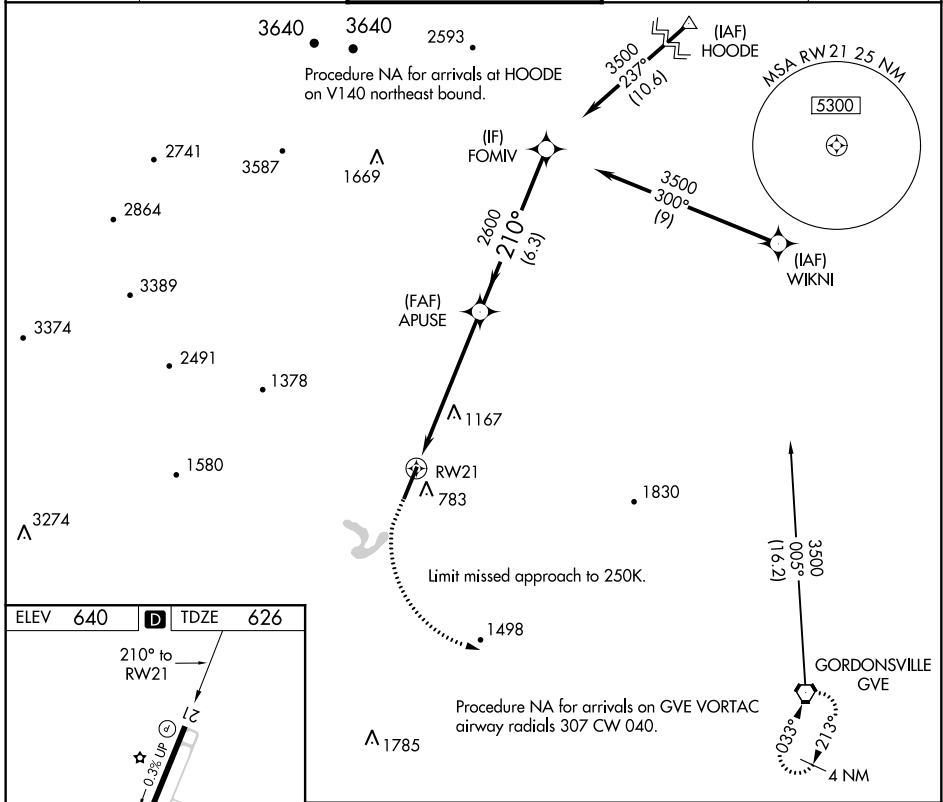 3640
3640
2593
Procedure NA for arrivals at HOODE
on V140 northeast bound.
3500
237°
(10.6)
(IAF)
HOODE
MSA RW21 25 NM
5300
(IF)
FOMIV
2741
3587
1669
2864
3500
300°
(9)
(IAF)
WIKNI
2600
210°
(6.3)
3389
3374
(FAF)
APUSE
2491
1378
1167
1580
RW21
783
1830
3274
3500
005°
(16.2)
Limit missed approach to 250K.
ELEV 640 D TDZE 626
1498
210° to
RW21
21
GORDONSVILLE
GVE
Procedure NA for arrivals on GVE VORTAC
airway radials 307 CW 040.
1785
033°
213°
4 NM
0.3% UP